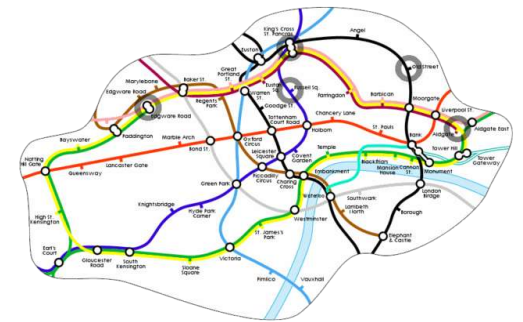 King's Cross
St. Pancras
Angel
Euston
Great
Portland
St.
Euston
Sq.
Russell Sq.
Old Street
Marylebone
Baker St.
Edgware Road
Edgware Road
Paddington
Regents
Park
Warren St.
Goodge St
Farringdon
Barbican
Moorgate
Liverpool St.
Bayswater
Marble Arch
Bond St.
Oxford
Circus
Tottenham
Court Road
Holborn
Chancery Lane
St. Pauls
Bank
Aldgate
Aldgate East
Tower Hill
Tower
Gateway
Notting
Hill
Gate
Queensway
Lancaster Gate
Leicester
Square
Covent
Garden
Temple
Blackfriars
Mansion
house
Cannon
St.
Monument
Green Park
Piccadilly
Circus
Charing
Cross
Embankment
Waterloo
Southwark
London
Bridge
High St.
Kensington
Knightsbridge
Hyde Park
Corner
Lambeth
North
Borough
Westminster
St. James's
Park
Elephant
& Castle
Earl's
Court
Gloucester
Road
South
Kensington
Sloane
Square
Victoria
Pimlico
Vauxhall